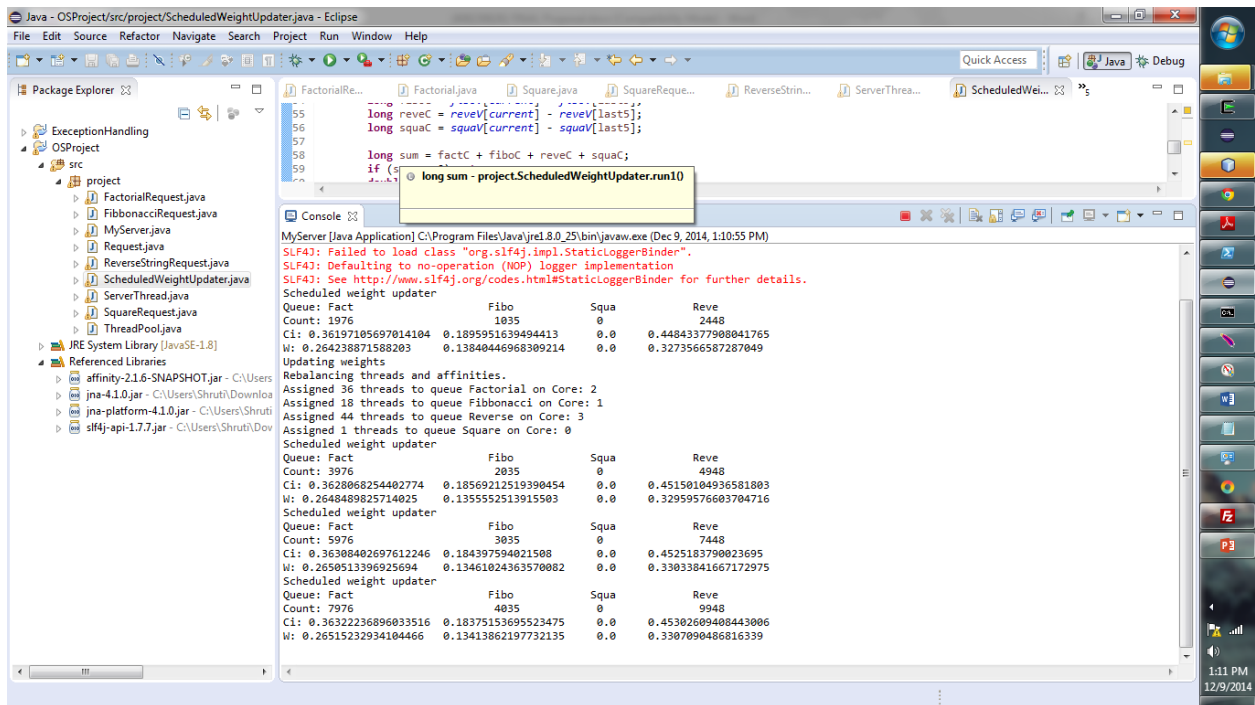 Java - OSProject/src/project/ScheduledWeightUpdater.java - Eclipse
File Edit Source Refactor Navigate Search Project Run Window Help
Quick Access
Java
Debug
Package Explorer
ExeceptionHandling
OSProject
src
project
FactorialRequest.java
FibbonacciRequest.java
MyServer.java
Request.java
ReverseStringRequest.java
ScheduledWeightUpdater.java
ServerThread.java
SquareRequest.java
ThreadPool.java
JRE System Library [JavaSE-1.8]
Referenced Libraries
affinity-2.1.6-SNAPSHOT.jar - C:\Users
jna-4.1.0.jar - C:\Users\Shruti\Downloa
jna-platform-4.1.0.jar - C:\Users\Shruti
slf4j-api-1.7.7.jar - C:\Users\Shruti\Dov
FactorialRe... Factorial.java Square.java SquareReque... ReverseStrin... ServerThrea... ScheduledWei... »5
55 long reveC = reveV[current] - reveV[last5];
56 long squaC = squaV[current] - squaV[last5];
57
58 long sum = factC + fiboC + reveC + squaC;
59 if (s
long sum - project.ScheduledWeightUpdater.run1()
Console
MyServer [Java Application] C:\Program Files\Java\jre1.8.0_25\bin\javaw.exe (Dec 9, 2014, 1:10:55 PM)
SLF4J: Failed to load class "org.slf4j.impl.StaticLoggerBinder".
SLF4J: Defaulting to no-operation (NOP) logger implementation
SLF4J: See http://www.slf4j.org/codes.html#StaticLoggerBinder for further details.
Scheduled weight updater
Queue: Fact Fibo Squa Reve
Count: 1976 1035 0 2448
Ci: 0.36197105697014104 0.1895951639494413 0.0 0.44843377908041765
W: 0.264238871588203 0.13840446968309214 0.0 0.3273566587287049
Updating weights
Rebalancing threads and affinities.
Assigned 36 threads to queue Factorial on Core: 2
Assigned 18 threads to queue Fibbonacci on Core: 1
Assigned 44 threads to queue Reverse on Core: 3
Assigned 1 threads to queue Square on Core: 0
Scheduled weight updater
Queue: Fact Fibo Squa Reve
Count: 3976 2035 0 4948
Ci: 0.3628068254402774 0.18569212519390454 0.0 0.45150104936581803
W: 0.2648489825714025 0.1355552513915503 0.0 0.32959576603704716
Scheduled weight updater
Queue: Fact Fibo Squa Reve
Count: 5976 3035 0 7448
Ci: 0.36308402697612246 0.184397594021508 0.0 0.4525183790023695
W: 0.2650513396925694 0.13461024363570082 0.0 0.33033841667172975
Scheduled weight updater
Queue: Fact Fibo Squa Reve
Count: 7976 4035 0 9948
Ci: 0.36322236896033516 0.18375153695523475 0.0 0.45302609408443006
W: 0.26515232934104466 0.13413862197732135 0.0 0.3307090486816339
1:11 PM
12/9/2014